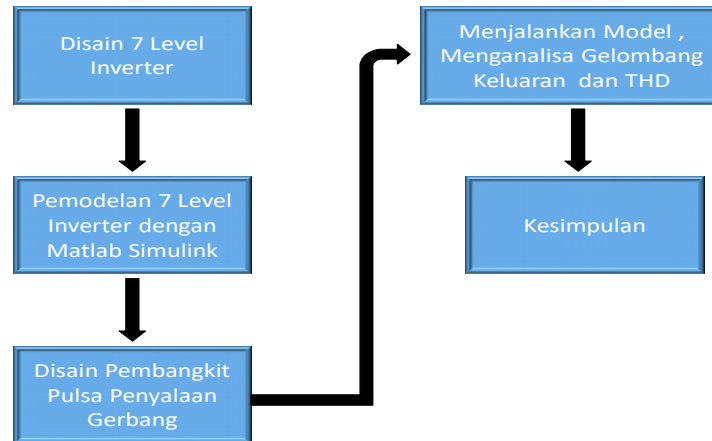 Disain 7 Level
Inverter
Pemodelan 7 Level
Inverter dengan
Matlab Simulink
Disain Pembangkit
Pulsa Penyalaan
Gerbang
Menjalankan Model ,
Menganalisa Gelombang
Keluaran dan THD
Kesimpulan